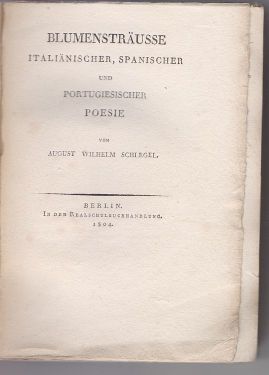 BLUMENSTRÄUSSE
ITALIÄNISCHER, SPANISCHER
UND
PORTUGIESISCHER
POESIE
VON
AUGUST WILHELM SCHLEGEL.
BERLIN.
IN DER REALSCHULBUCHHANDLUNG.
1804.